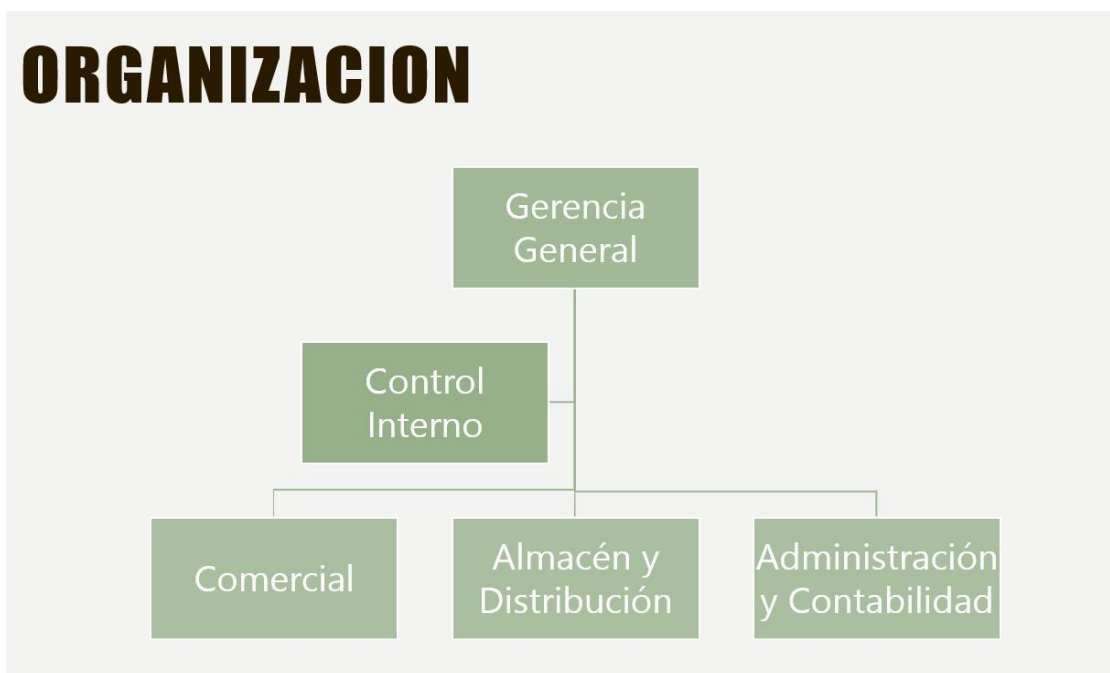 ORGANIZACION
Gerencia
General
Control
Interno
Comercial
Almacén y
Distribución
Administración
y Contabilidad